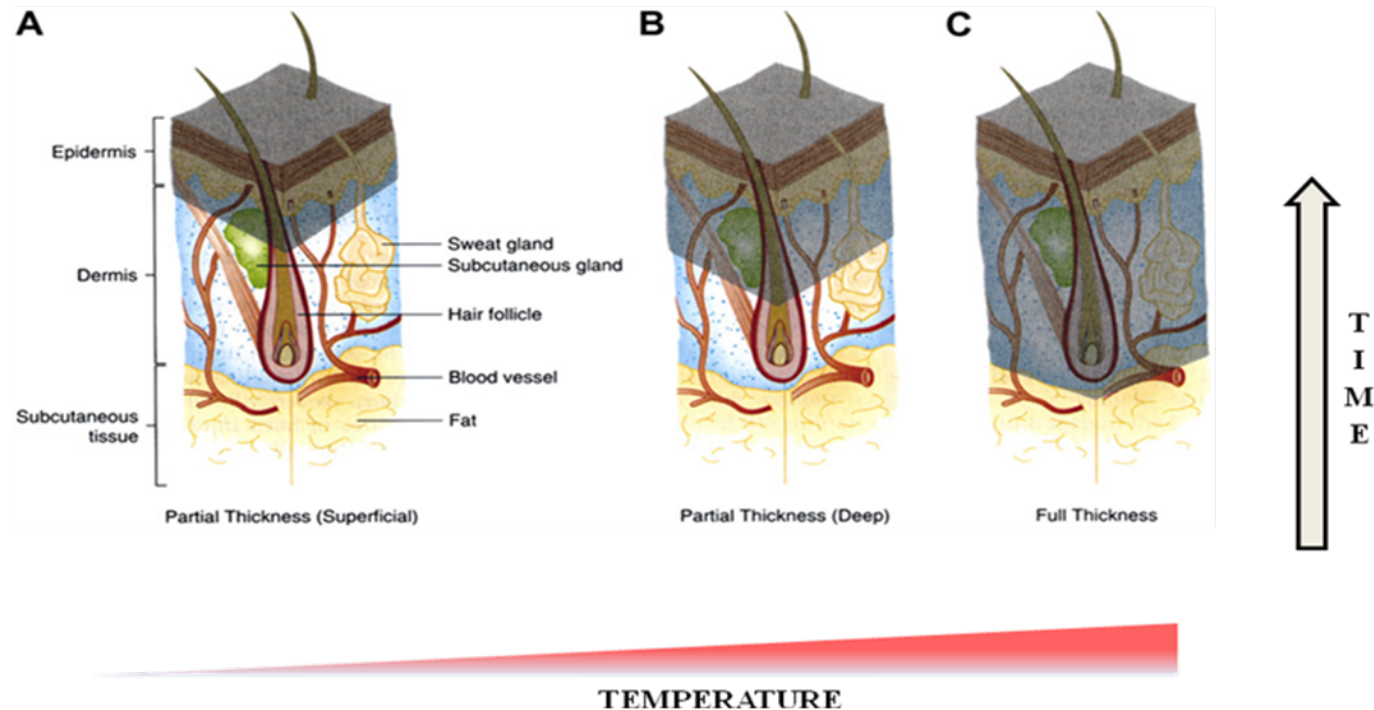 A
B
C
Epidermis
Dermis
Subcutaneous
tissue
Sweat gland
Subcutaneous gland
Hair follicle
Blood vessel
Fat
Partial Thickness (Superficial)
Partial Thickness (Deep)
Full Thickness
T
I
M
E
TEMPERATURE